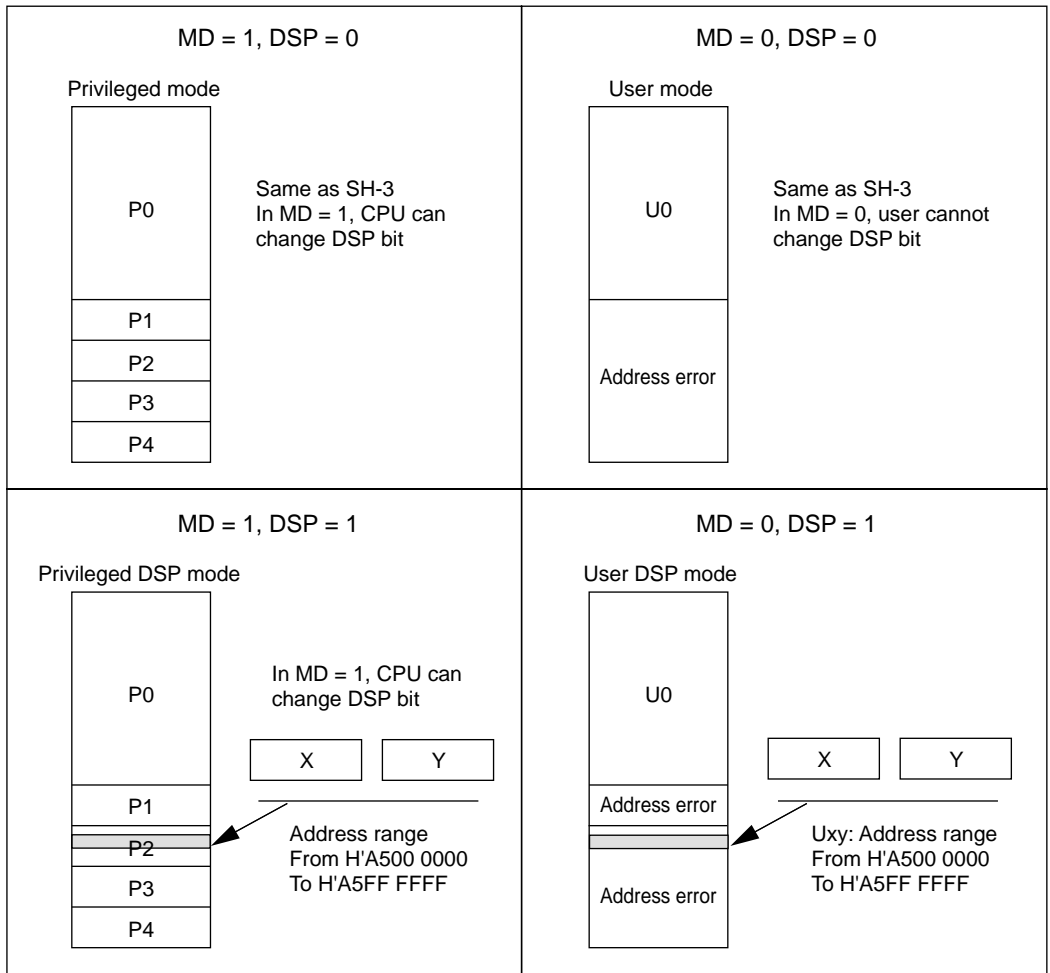 MD = 1, DSP = 0
Privileged mode
P0
Same as SH-3
In MD = 1, CPU can
change DSP bit
P1
P2
P3
P4
MD = 0, DSP = 0
User mode
U0
Same as SH-3
In MD = 0, user cannot
change DSP bit
Address error
MD = 1, DSP = 1
Privileged DSP mode
P0
In MD = 1, CPU can
change DSP bit
X Y
P1
P2
P3
P4
Address range
From H'A500 0000
To H'A5FF FFFF
MD = 0, DSP = 1
User DSP mode
U0
X Y
Address error
Uxy: Address range
From H'A500 0000
To H'A5FF FFFF
Address error